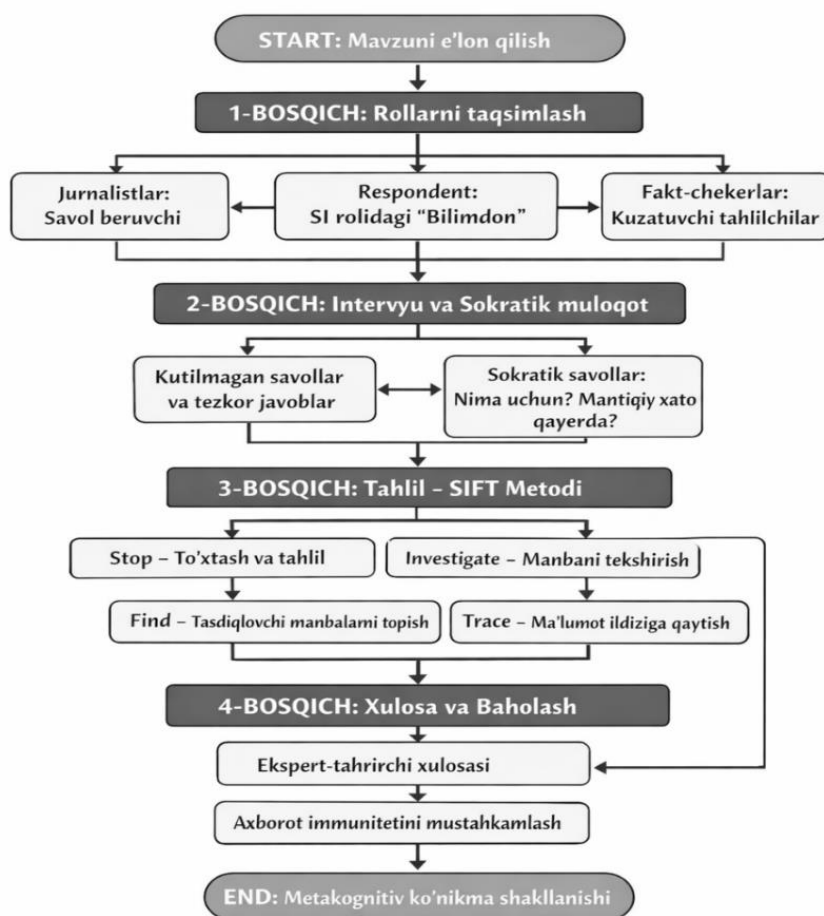 START: Mavzuni e'lon qilish
1-BOSQICH: Rollarni taqsimlash
Jurnalistlar:
Savol beruvchi
Respondent:
SI rolidagi “Bilimdon”
Fakt-chekerlar:
Kuzatuvchi tahlilchilar
2-BOSQICH: Intervyu va Sokratik muloqot
Kutilmagan savollar
va tezkor javoblar
Sokratik savollar:
Nima uchun? Mantiqiy xato
qayerda?
3-BOSQICH: Tahlil – SIFT Metodi
Stop – To'xtash va tahlil
Investigate – Manbani tekshirish
Find – Tasdiqlovchi manbalarni topish
Trace – Ma'lumot ildiziga qaytish
4-BOSQICH: Xulosa va Baholash
Ekspert-tahrirchi xulosasi
Axborot immunitetini mustahkamlash
END: Metakognitiv ko'nikma shakllanishi